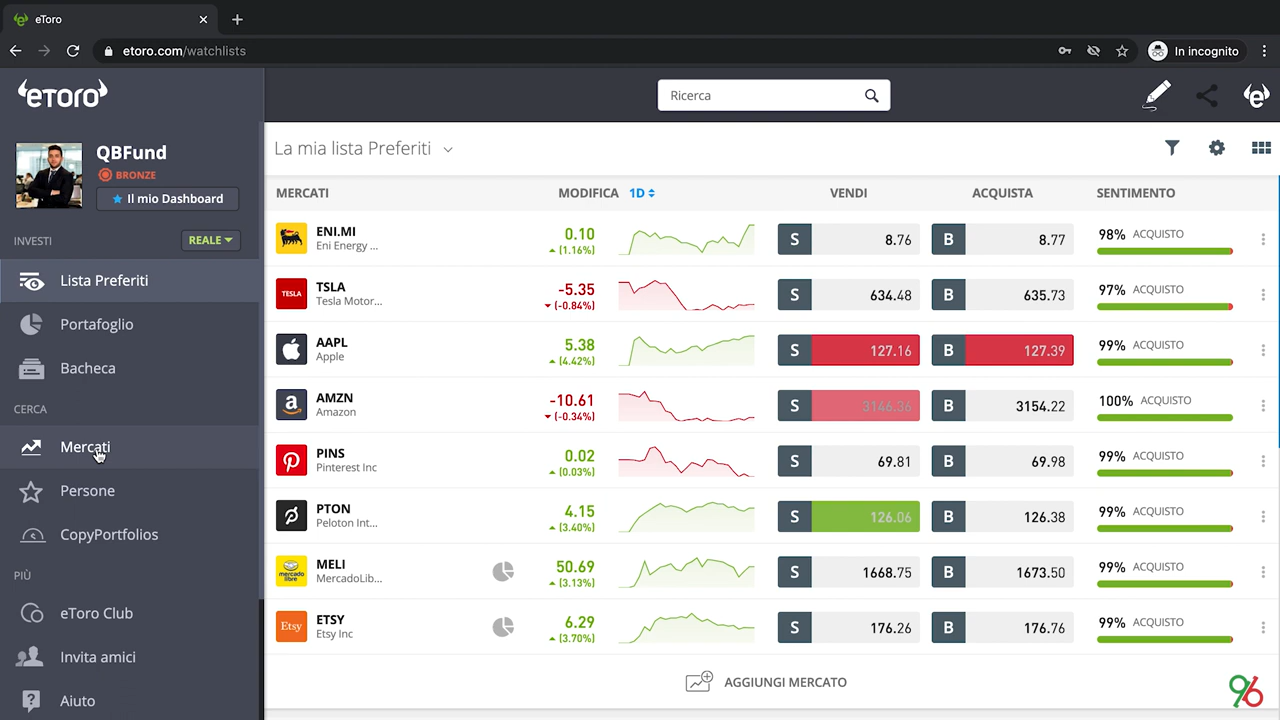 eToro
etoro.com/watchlists
In incognito
eToro
Ricerca
QBFund
BRONZE
Il mio Dashboard
INVESTI
REALE
Lista Preferiti
Portafoglio
Bacheca
CERCA
Mercati
Persone
CopyPortfolios
PIÙ
eToro Club
Invita amici
Aiuto
La mia lista Preferiti
MERCATI MODIFICA 1D VENDI ACQUISTA SENTIMENTO
ENI.MI 0.10 S 8.76 B 8.77 98% ACQUISTO
Eni Energy ... (1.16%)
TESLA TSLA -5.35 S 634.48 B 635.73 97% ACQUISTO
Tesla Motor... (-0.84%)
AAPL 5.38 S 127.16 B 127.39 99% ACQUISTO
Apple (4.42%)
a AMZN -10.61 S 3146.36 B 3154.22 100% ACQUISTO
Amazon (-0.34%)
PINS 0.02 S 69.81 B 69.98 99% ACQUISTO
Pinterest Inc (0.03%)
PTON 4.15 S 126.06 B 126.38 99% ACQUISTO
Peloton Int... (3.40%)
mercado libre MELI 50.69 S 1668.75 B 1673.50 99% ACQUISTO
MercadoLib... (3.13%)
Etsy ETSY 6.29 S 176.26 B 176.76 99% ACQUISTO
Etsy Inc (3.70%)
AGGIUNGI MERCATO